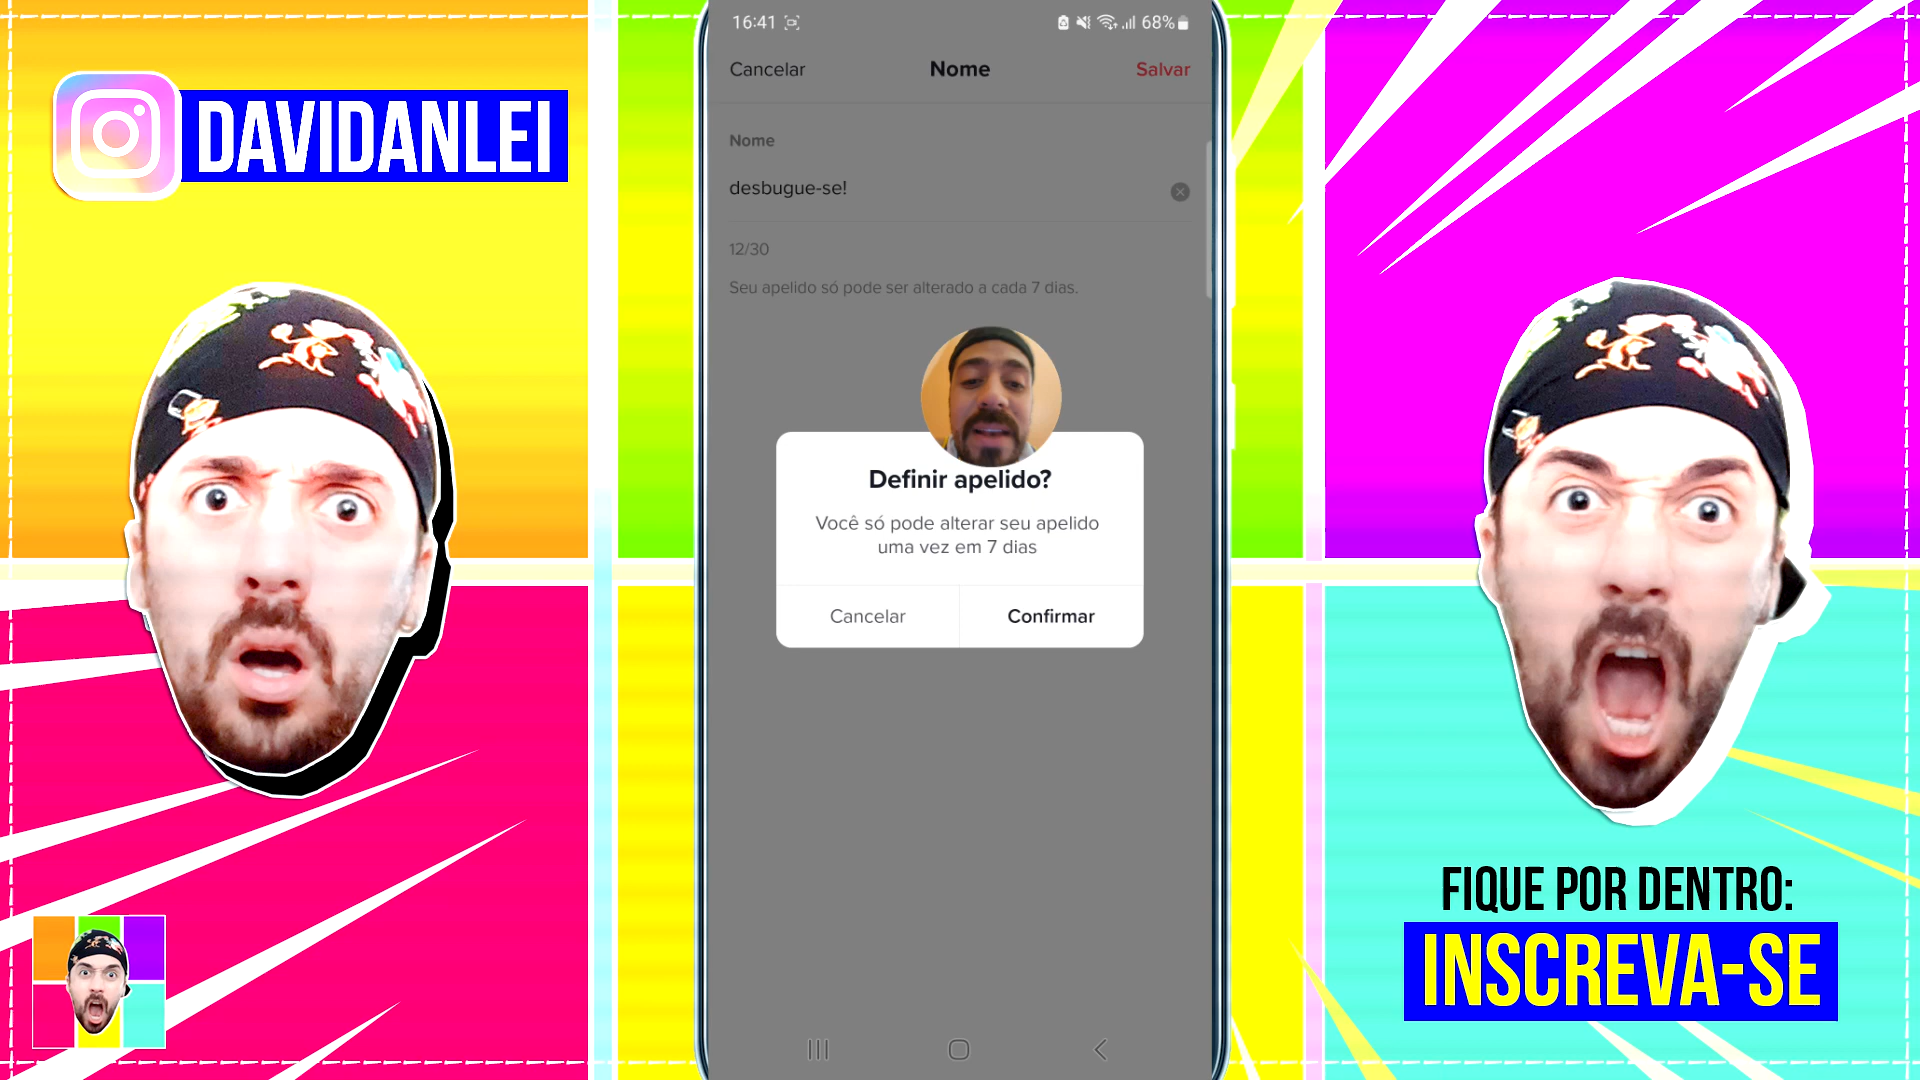 DAVIDANLEI
16:41
68%
Cancelar
Nome
Salvar
Nome
desbugue-se!
12/30
Seu apelido só pode ser alterado a cada 7 dias.
Definir apelido?
Você só pode alterar seu apelido
uma vez em 7 dias
Cancelar
Confirmar
FIQUE POR DENTRO:
INSCREVA-SE